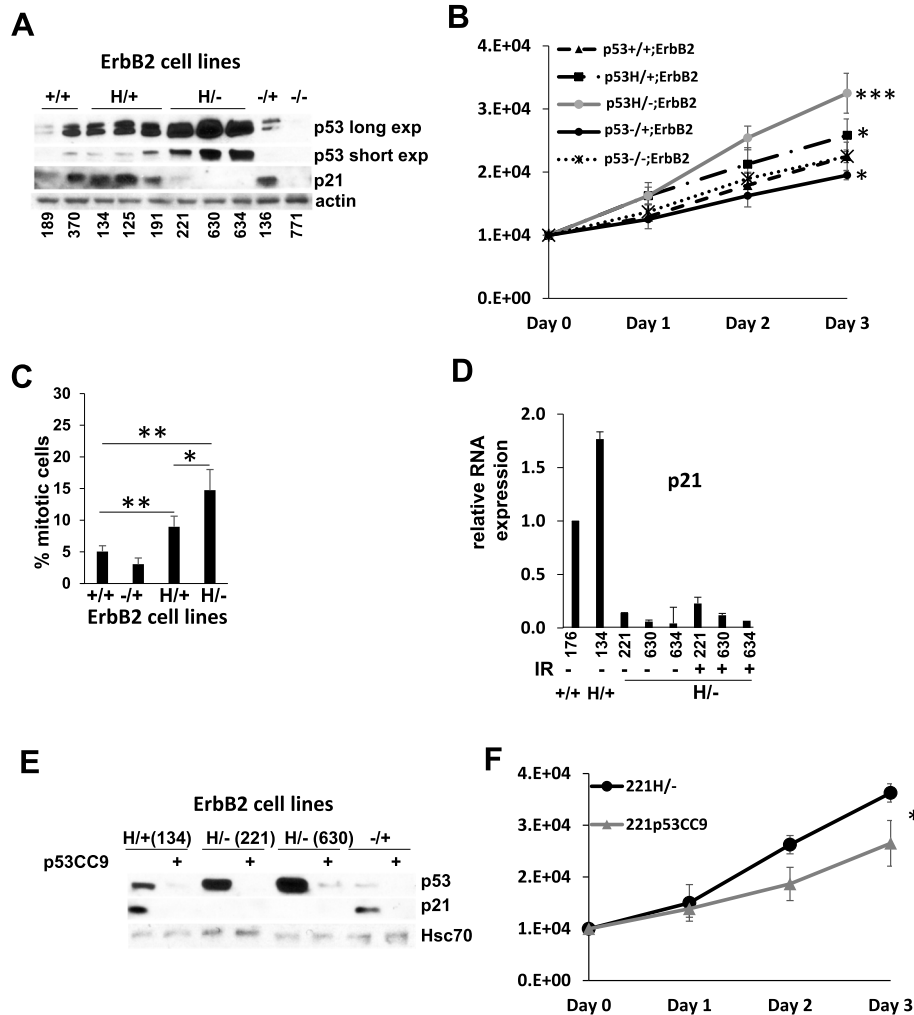 A
ErbB2 cell lines
+/+ H/+ H/- -/+ -/-
p53 long exp
p53 short exp
p21
actin
189 370 134 125 191 221 630 634 136 771
B
4.E+04
3.E+04
2.E+04
1.E+04
0.E+00
p53+/+;ErbB2
p53H/+;ErbB2
p53H/-;ErbB2
p53-/+;ErbB2
p53-/-;ErbB2
***
*
*
Day 0 Day 1 Day 2 Day 3
C
% mitotic cells
30
25
20
15
10
5
0
**
*
**
+/+ -/+ H/+ H/-
ErbB2 cell lines
D
relative RNA
expression
2.0
1.5
1.0
0.5
0.0
p21
176 134 221 630 634 221 630 634
IR - - - - - + + +
+/+ H/+ H/-
E
ErbB2 cell lines
H/+(134) H/- (221) H/- (630) -/+
p53CC9 + + + +
p53
p21
Hsc70
F
4.E+04
3.E+04
2.E+04
1.E+04
0.E+00
221H/-
221p53CC9
*
Day 0 Day 1 Day 2 Day 3